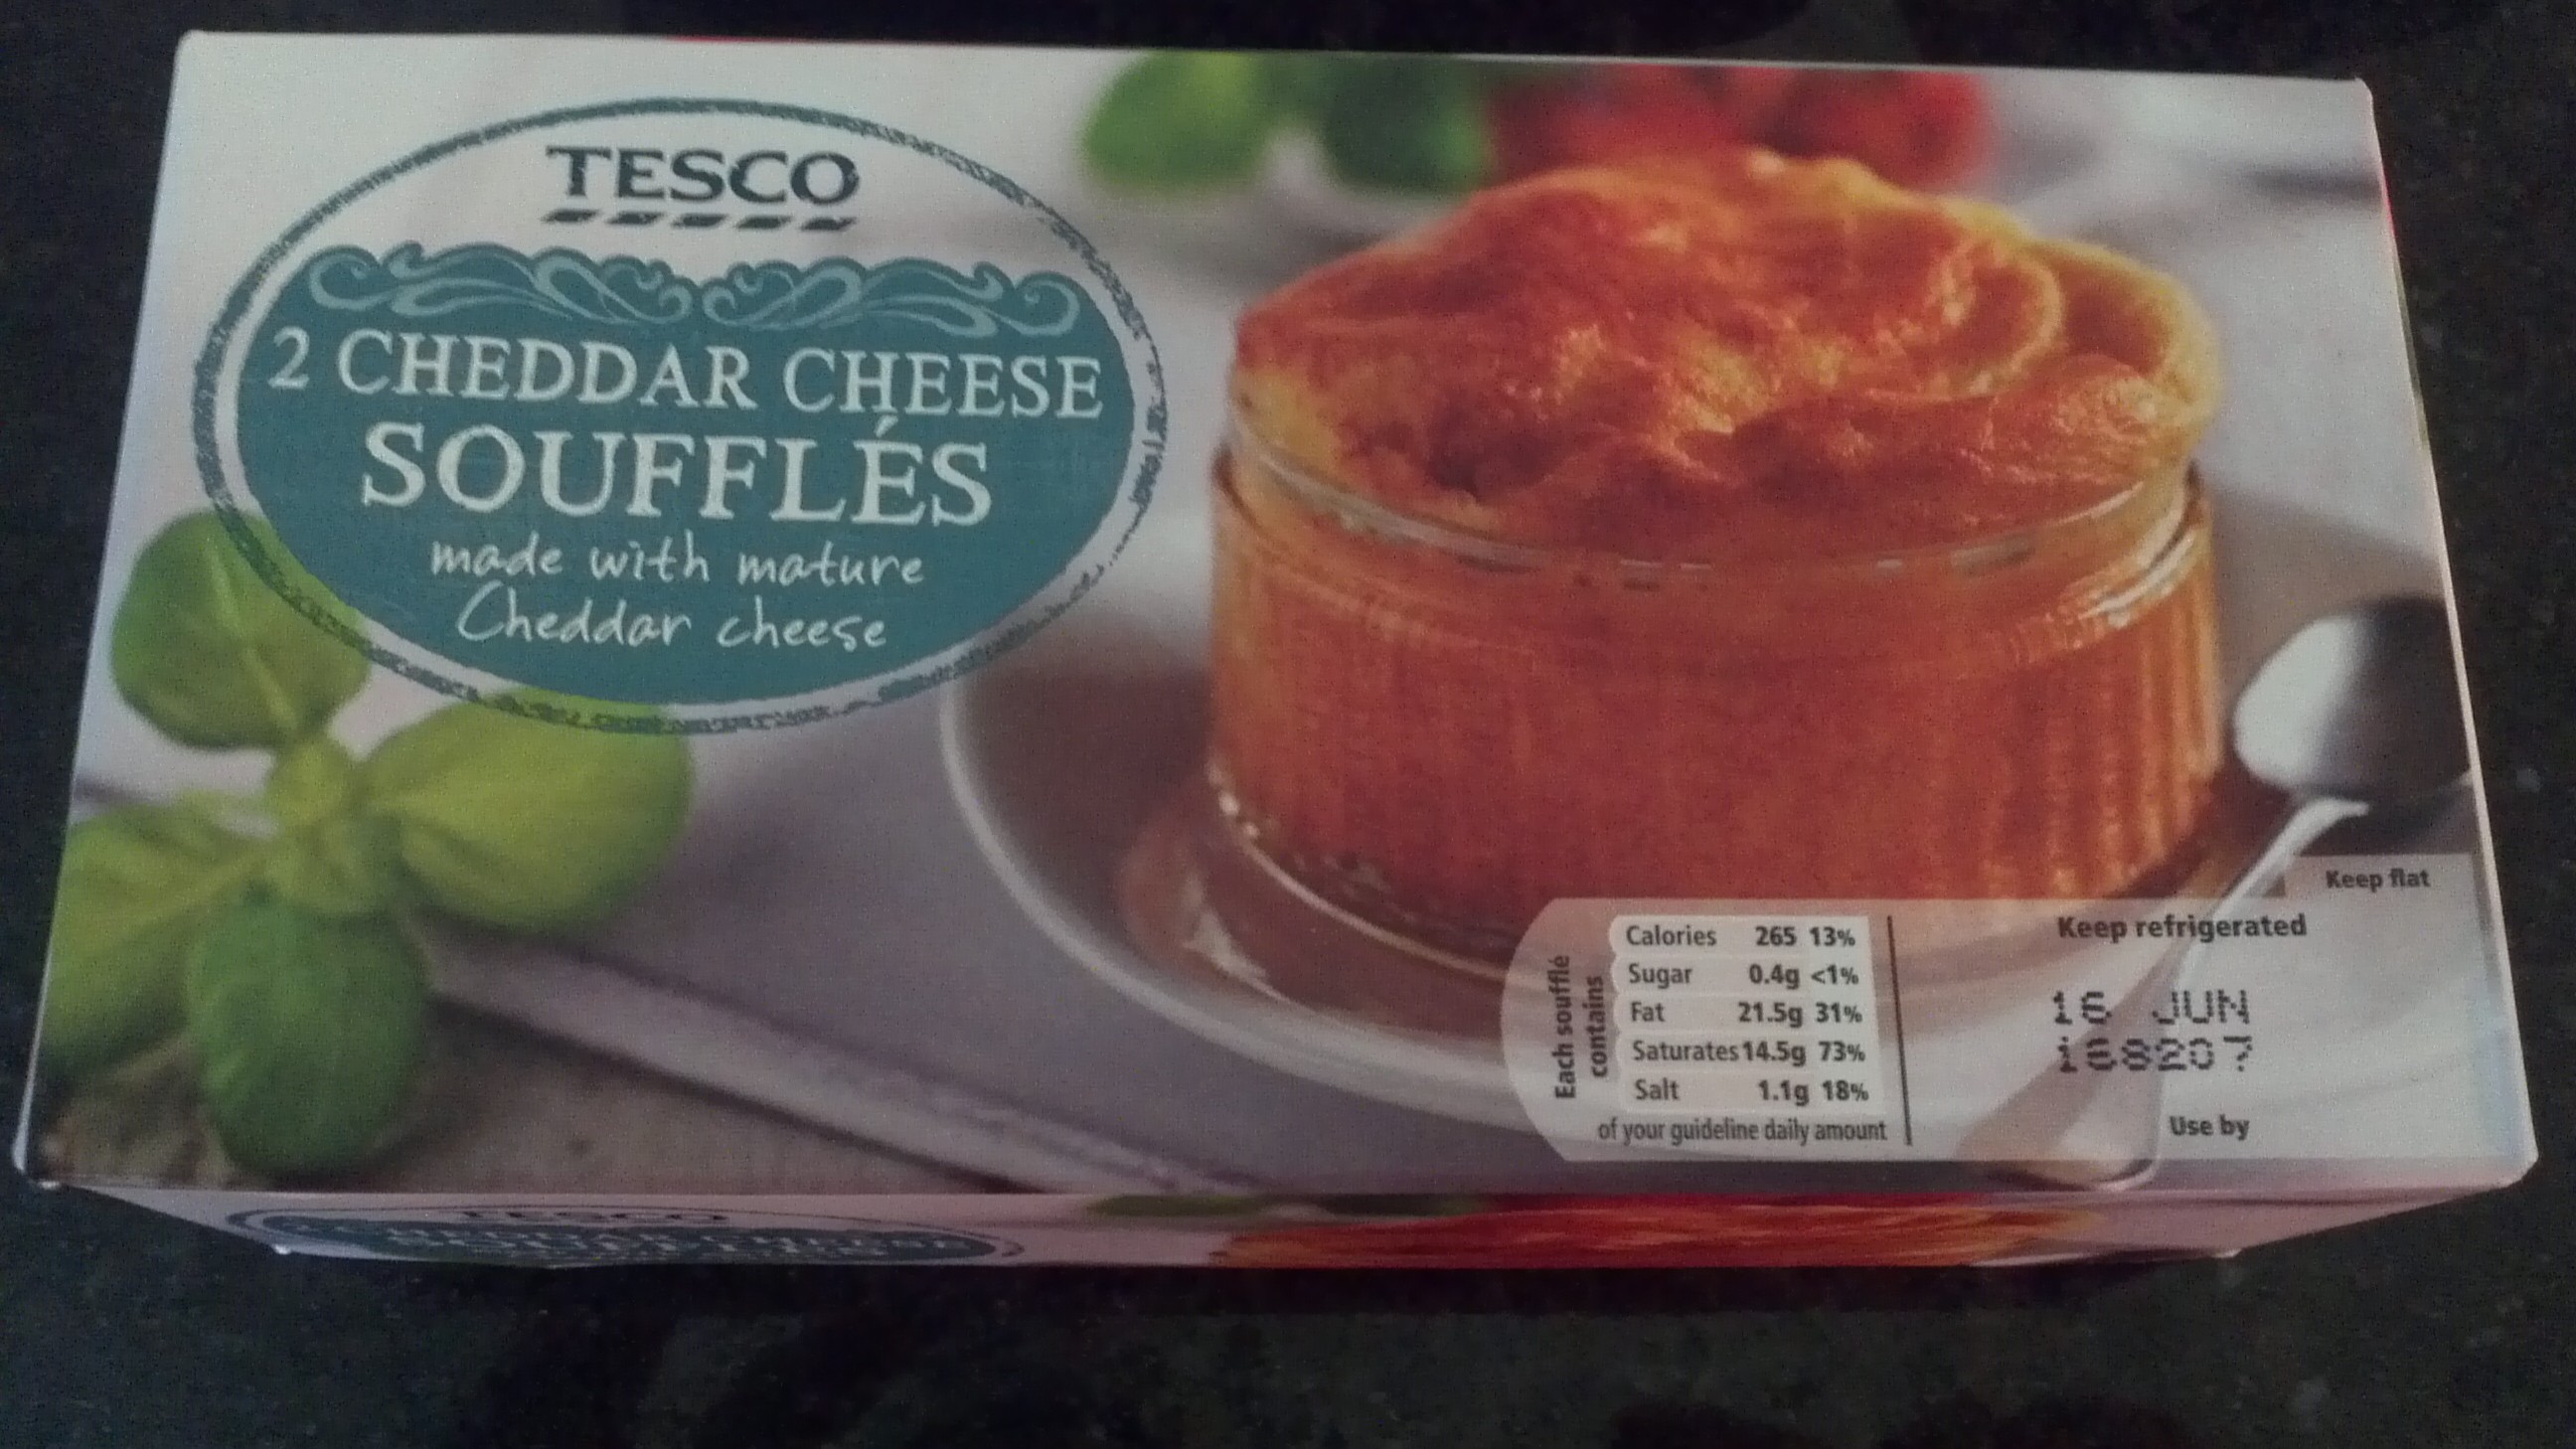 TESCO
2 CHEDDAR CHEESE
SOUFFLÉS
made with mature
Cheddar cheese
Keep flat
Each soufflé
contains
Calories 265 13%
Sugar 0.4g <1%
Fat 21.5g 31%
Saturates 14.5g 73%
Salt 1.1g 18%
of your guideline daily amount
Keep refrigerated
16 JUN
Use by
TESCO